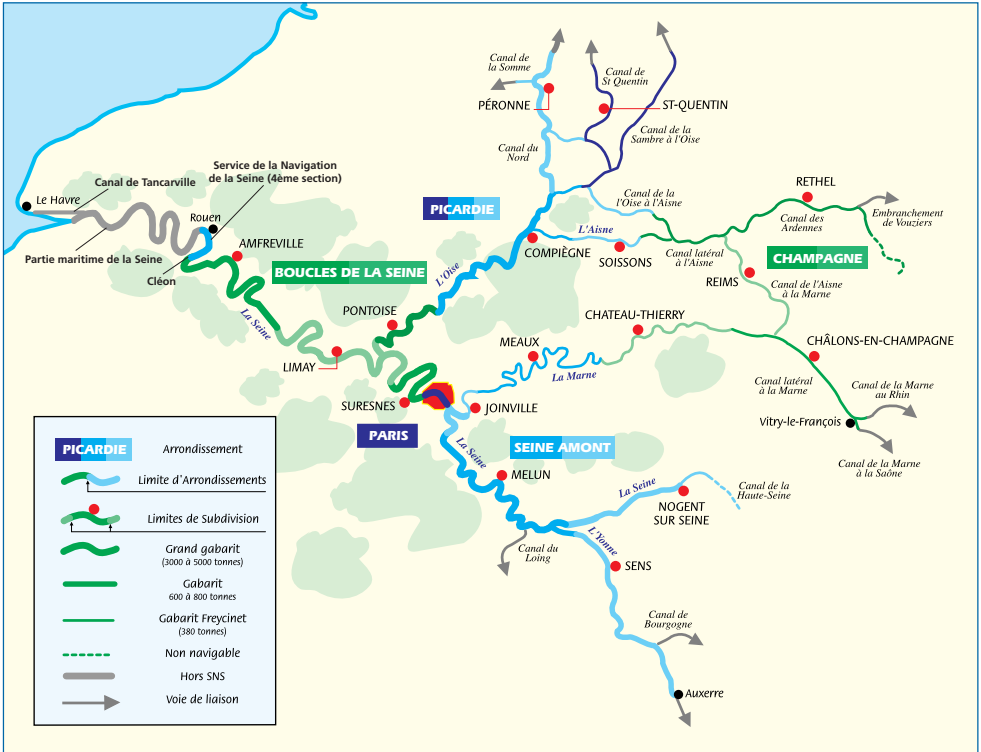 Canal de
la Somme
Canal de
St Quentin
PÉRONNE
ST-QUENTIN
Canal de la
Sambre à l'Oise
Canal du
Nord
Service de la Navigation
de la Seine (4ème section)
Canal de Tancarville
Le Havre
Rouen
PICARDIE
Canal de la
l'Oise à l'Aisne
RETHEL
Embranchement
de Vouziers
Canal des
Ardennes
L'Aisne
AMFREVILLE
COMPIÈGNE
SOISSONS
Canal latéral
à l'Aisne
CHAMPAGNE
Partie maritime de la Seine
Cléon
BOUCLES DE LA SEINE
L'Oise
REIMS
Canal de l'Aisne
à la Marne
La Seine
PONTOISE
CHATEAU-THIERRY
MEAUX
CHÂLONS-EN-CHAMPAGNE
LIMAY
La Marne
Canal latéral
à la Marne
Canal de la Marne
au Rhin
SURESNES
JOINVILLE
Vitry-le-François
PARIS
La Seine
SEINE AMONT
Canal de la Marne
à la Saône
MELUN
La Seine
Canal de la
Haute-Seine
NOGENT
SUR SEINE
L'Yonne
Canal du
Loing
SENS
Canal de
Bourgogne
Auxerre
PICARDIE
Arrondissement
Limite d'Arrondissements
Limites de Subdivision
Grand gabarit
(3000 à 5000 tonnes)
Gabarit
600 à 800 tonnes
Gabarit Freycinet
(380 tonnes)
Non navigable
Hors SNS
Voie de liaison